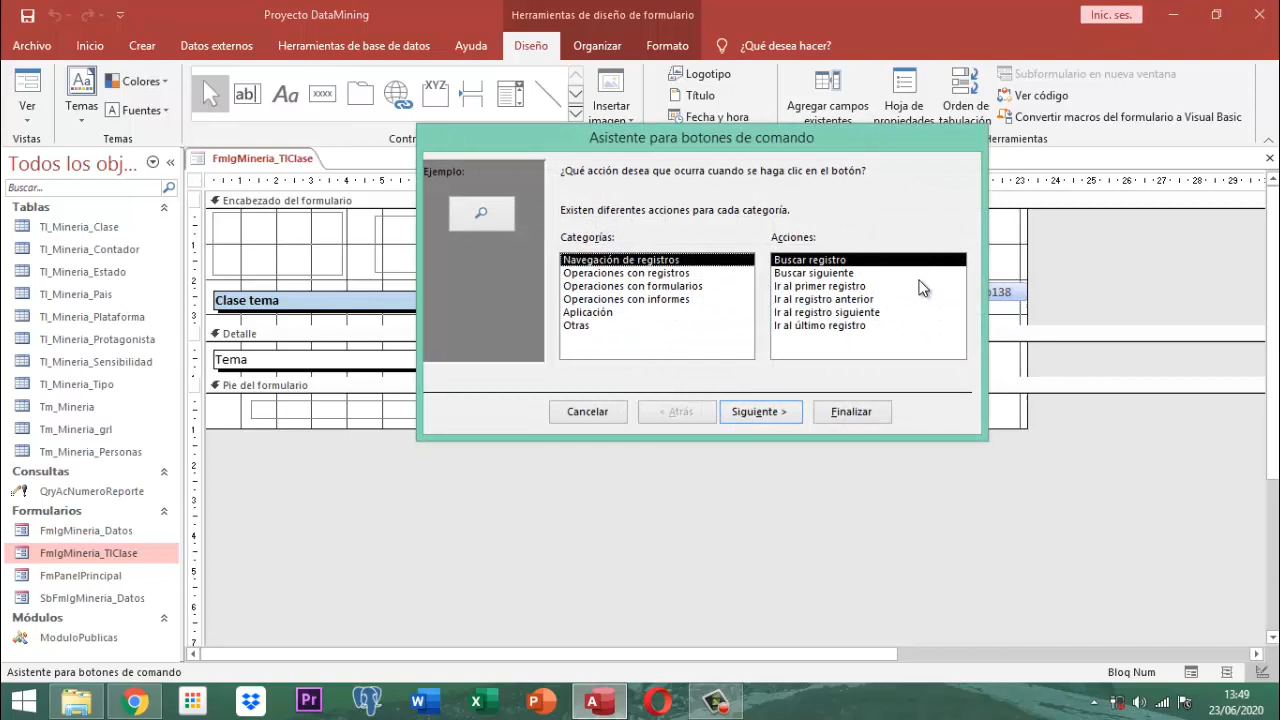 Proyecto DataMining
Herramientas de diseño de formulario
Inic. ses.
Archivo
Inicio
Crear
Datos externos
Herramientas de base de datos
Ayuda
Diseño
Organizar
Formato
¿Qué desea hacer?
Ver
Temas
Colores
Fuentes
Insertar
imagen
Logotipo
Título
Fecha y hora
Agregar campos
existentes
Hoja de
propiedades
Orden de
tabulación
Subformulario en nueva ventana
Ver código
Convertir macros del formulario a Visual Basic
Vistas
Temas
Todos los obj...
Buscar...
Tablas
Tl_Mineria_Clase
Tl_Mineria_Contador
Tl_Mineria_Estado
Tl_Mineria_Pais
Tl_Mineria_Plataforma
Tl_Mineria_Protagonista
Tl_Mineria_Sensibilidad
Tl_Mineria_Tipo
Tm_Mineria
Tm_Mineria_grl
Tm_Mineria_Personas
Consultas
QryAcNumeroReporte
Formularios
FmIgMineria_Datos
FmIgMineria_TlClase
FmPanelPrincipal
SbFmIgMineria_Datos
Módulos
ModuloPublicas
FmIgMineria_TlClase
Encabezado del formulario
Clase tema
Detalle
Tema
Pie del formulario
Asistente para botones de comando
Ejemplo:
¿Qué acción desea que ocurra cuando se haga clic en el botón?
Existen diferentes acciones para cada categoría.
Categorías:
Navegación de registros
Operaciones con registros
Operaciones con formularios
Operaciones con informes
Aplicación
Otras
Acciones:
Buscar registro
Buscar siguiente
Ir al primer registro
Ir al registro anterior
Ir al registro siguiente
Ir al último registro
Cancelar
< Atrás
Siguiente >
Finalizar
Asistente para botones de comando
Bloq Num
13:49
23/06/2020